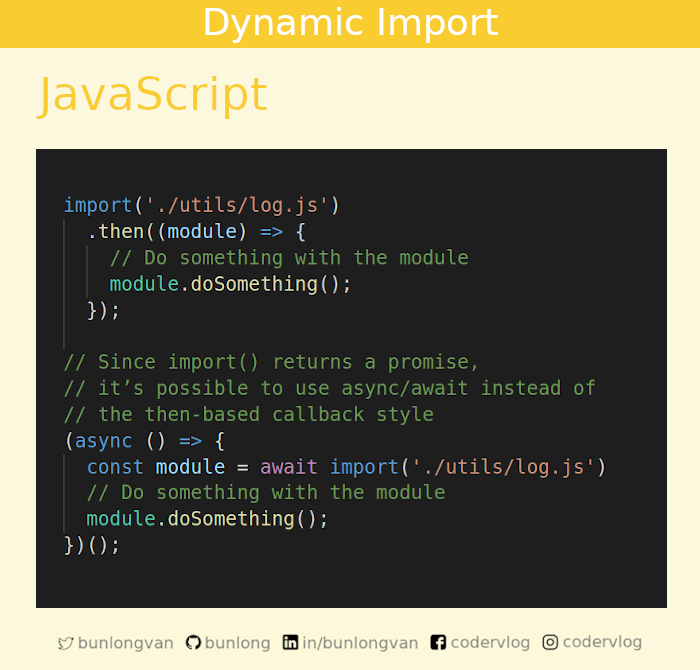 Dynamic Import
JavaScript
import('./utils/log.js')
  .then((module) => {
    // Do something with the module
    module.doSomething();
  });
// Since import() returns a promise,
// it’s possible to use async/await instead of
// the then-based callback style
(async () => {
  const module = await import('./utils/log.js')
  // Do something with the module
  module.doSomething();
})();
bunlongvan bunlong in/bunlongvan codervlog codervlog